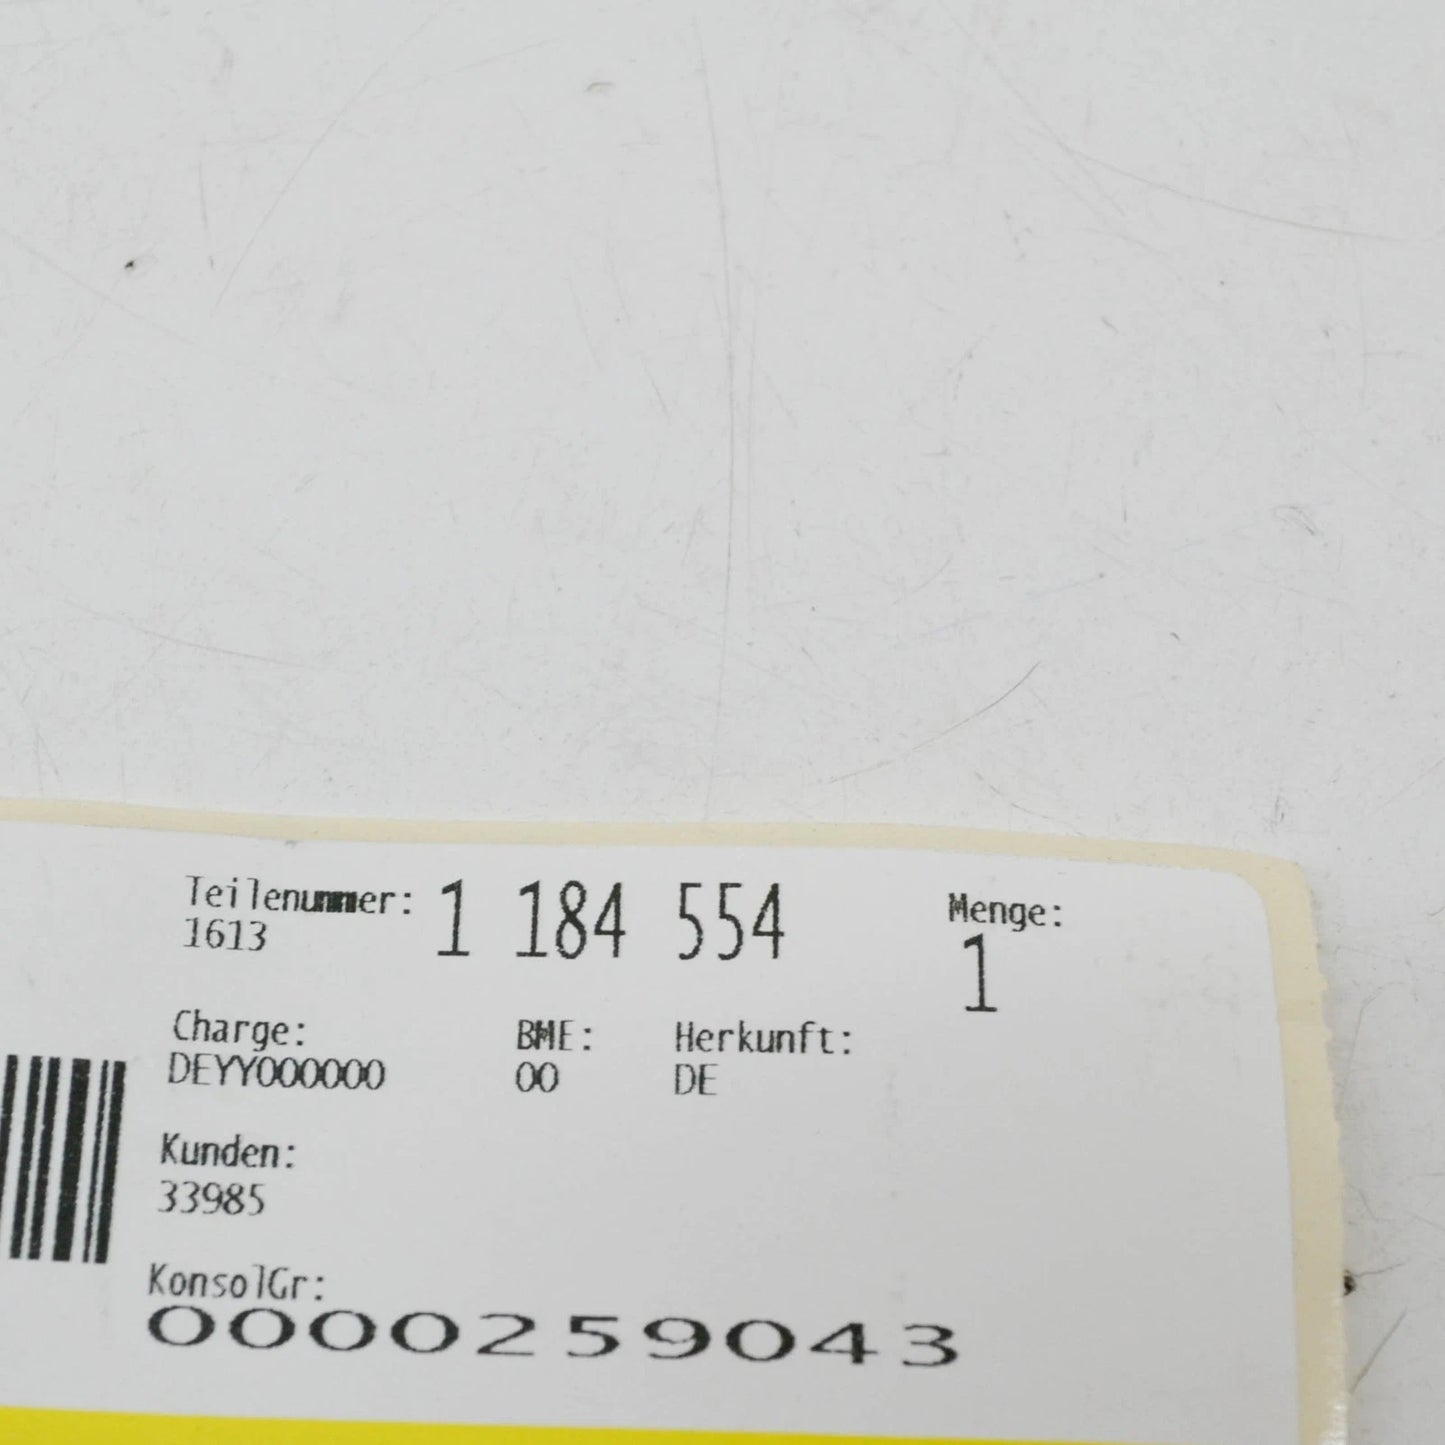 Teilenummer: 1 184 554 Menge:
1613 1
Charge: BME: Herkunft:
DEYY000000 00 DE
Kunden:
33985
KonsolGr:
0000259043